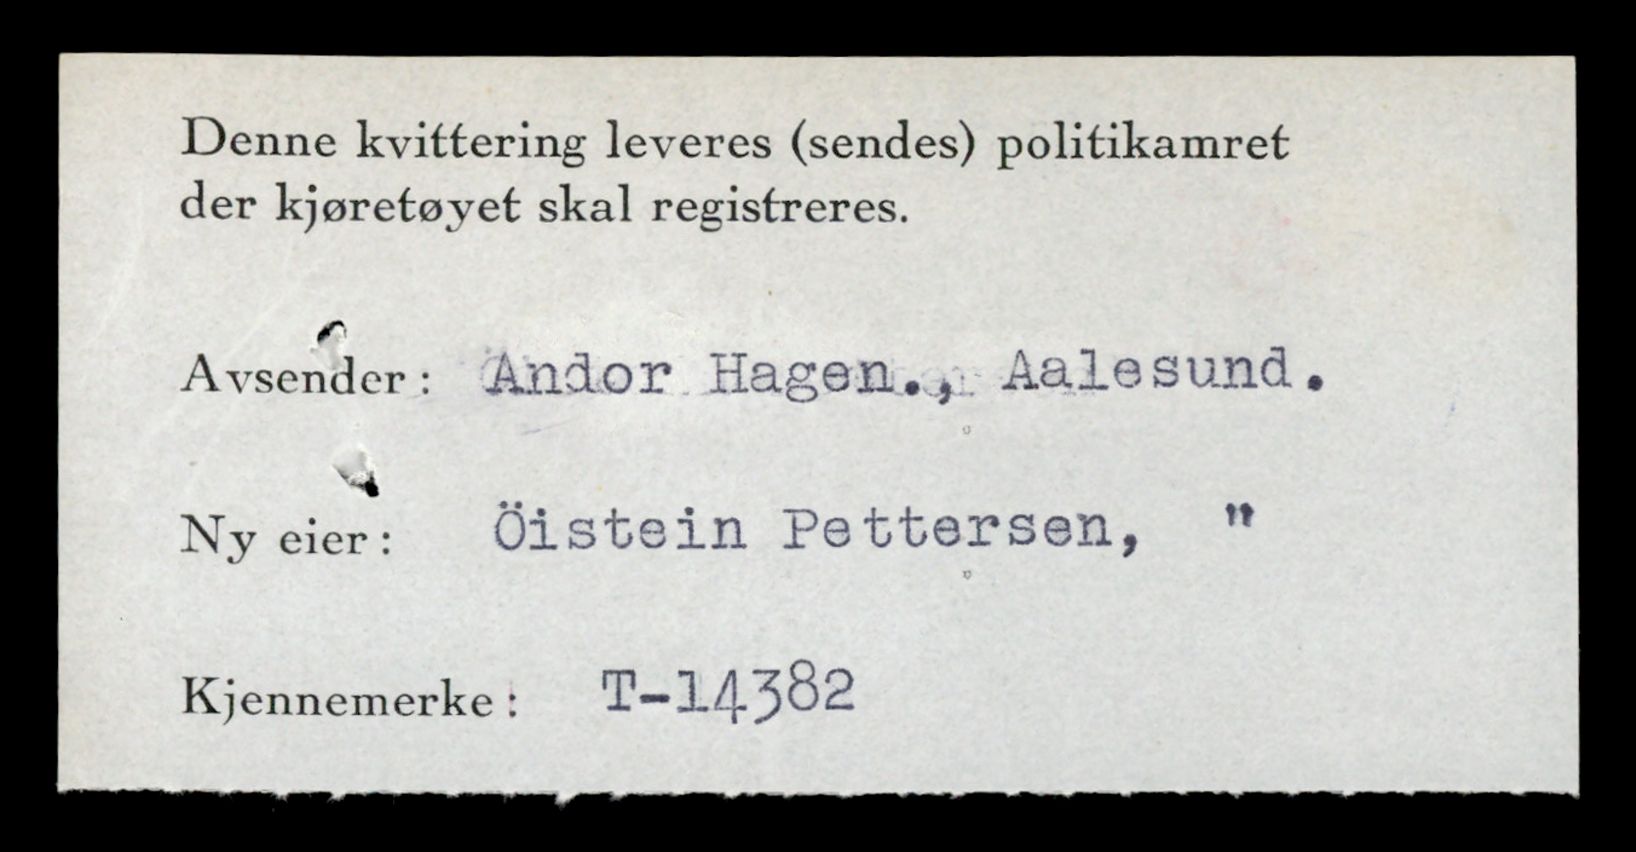 Denne kvittering leveres (sendes) politikamret
der kjøretøyet skal registreres.
Avsender: Andor Hagen., Aalesund.
Ny eier: Öistein Pettersen, "
Kjennemerke: T-14382